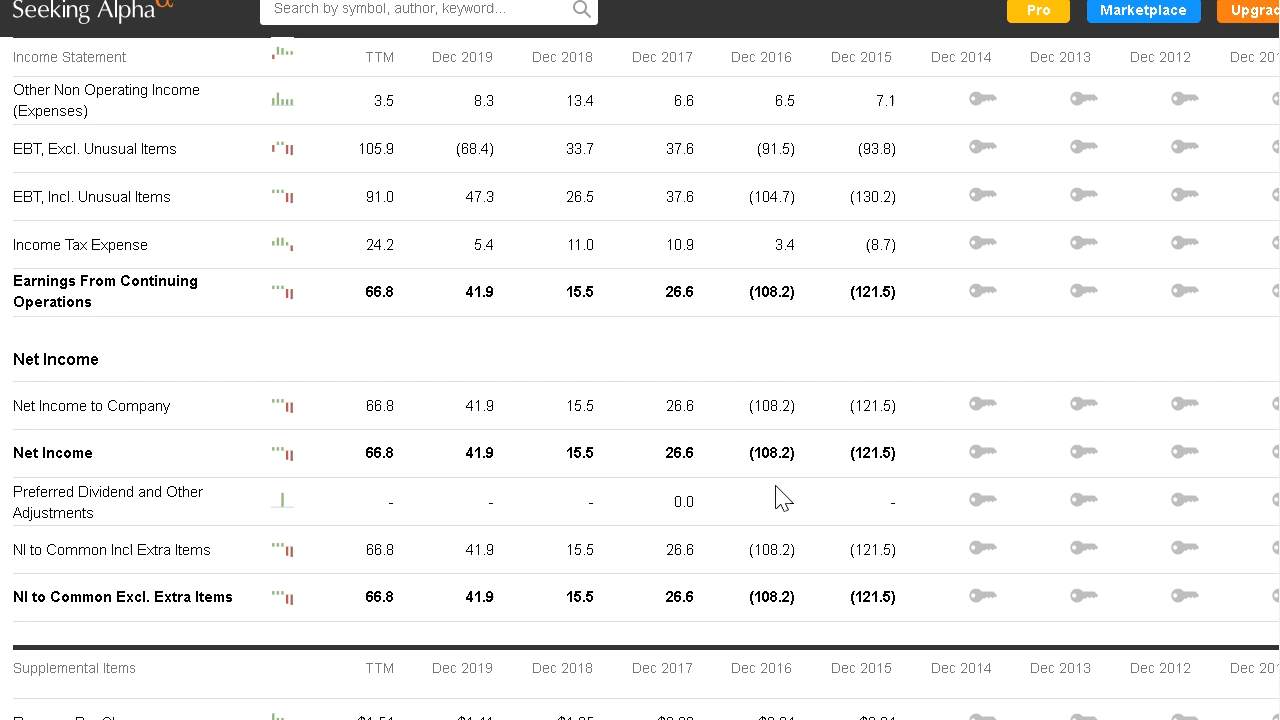 Seeking Alpha α Search by symbol, author, keyword... Pro Marketplace
Income Statement TTM Dec 2019 Dec 2018 Dec 2017 Dec 2016 Dec 2015 Dec 2014 Dec 2013 Dec 2012 Dec
Other Non Operating Income
(Expenses) 3.5 8.3 13.4 6.6 6.5 7.1
EBT, Excl. Unusual Items 105.9 (68.4) 33.7 37.6 (91.5) (93.8)
EBT, Incl. Unusual Items 91.0 47.3 26.5 37.6 (104.7) (130.2)
Income Tax Expense 24.2 5.4 11.0 10.9 3.4 (8.7)
Earnings From Continuing
Operations 66.8 41.9 15.5 26.6 (108.2) (121.5)
Net Income
Net Income to Company 66.8 41.9 15.5 26.6 (108.2) (121.5)
Net Income 66.8 41.9 15.5 26.6 (108.2) (121.5)
Preferred Dividend and Other
Adjustments - - - 0.0 -
NI to Common Incl Extra Items 66.8 41.9 15.5 26.6 (108.2) (121.5)
NI to Common Excl. Extra Items 66.8 41.9 15.5 26.6 (108.2) (121.5)
Supplemental Items TTM Dec 2019 Dec 2018 Dec 2017 Dec 2016 Dec 2015 Dec 2014 Dec 2013 Dec 2012 Dec